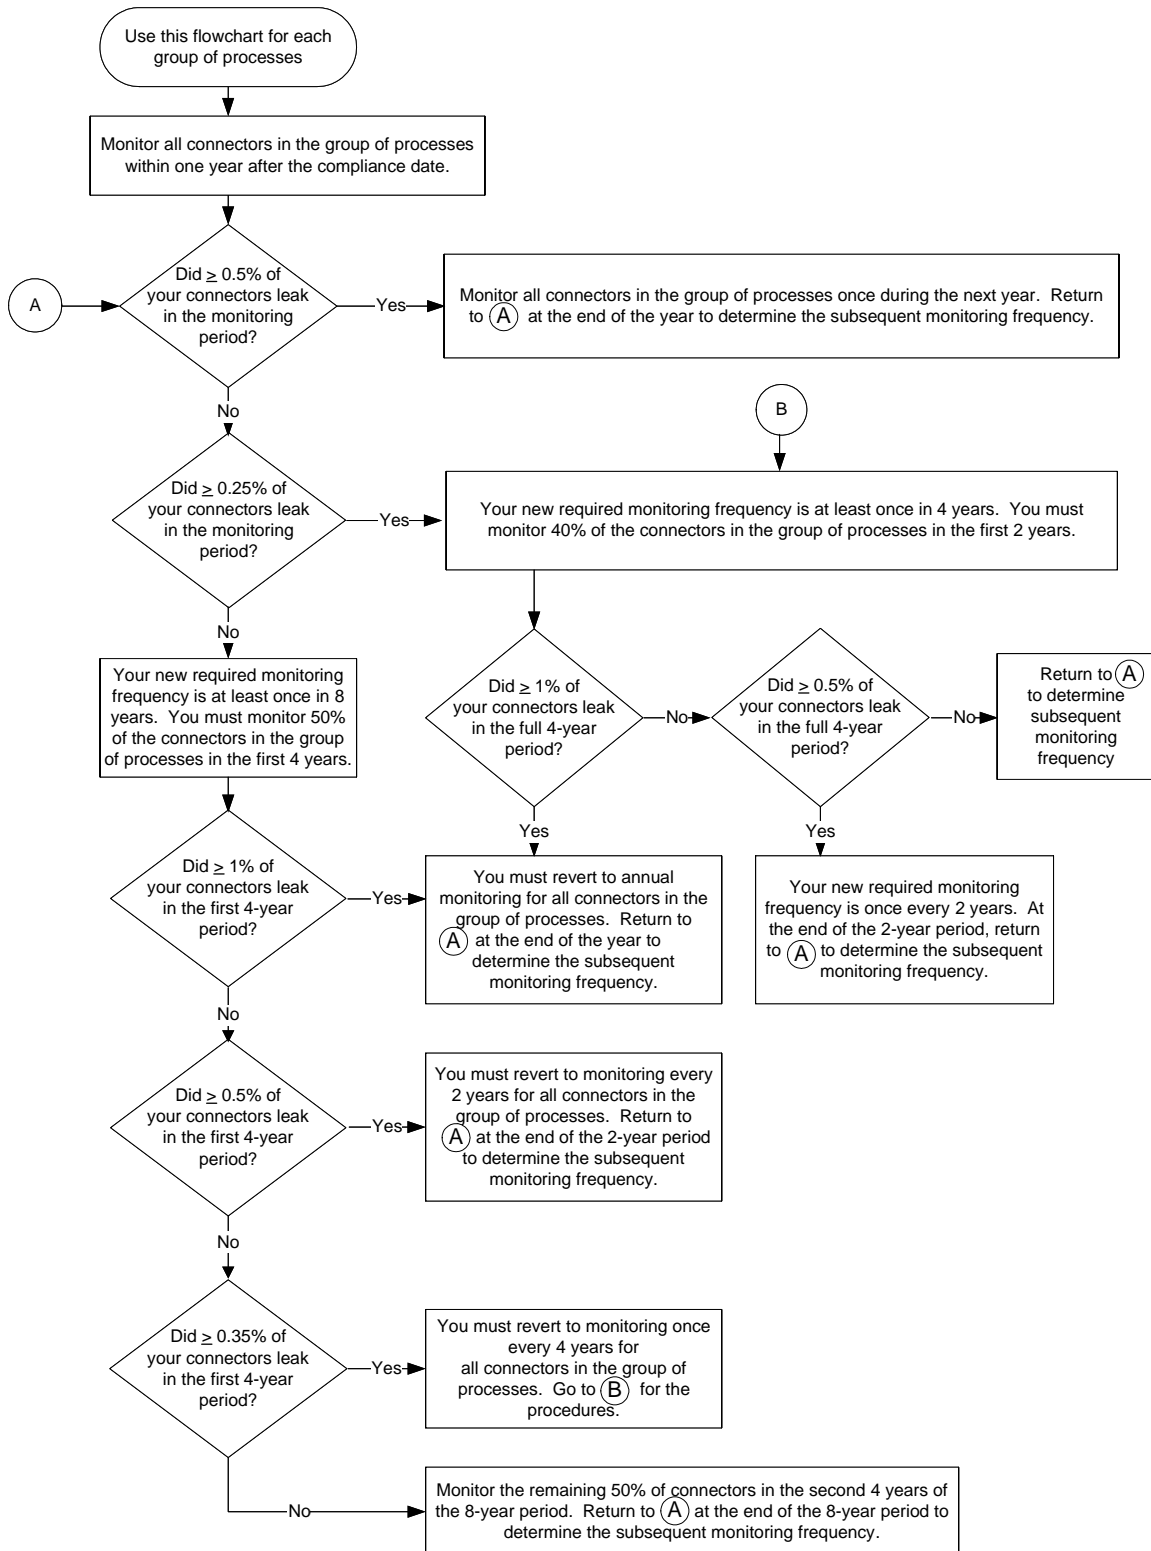 Use this flowchart for each
group of processes
Monitor all connectors in the group of processes
within one year after the compliance date.
A
Did ≥ 0.5% of
your connectors leak
in the monitoring
period?
Yes
Monitor all connectors in the group of processes once during the next year. Return
to A at the end of the year to determine the subsequent monitoring frequency.
No
B
Did ≥ 0.25% of
your connectors leak
in the monitoring
period?
Yes
Your new required monitoring frequency is at least once in 4 years. You must
monitor 40% of the connectors in the group of processes in the first 2 years.
No
Your new required monitoring
frequency is at least once in 8
years. You must monitor 50%
of the connectors in the group
of processes in the first 4 years.
Did ≥ 1% of
your connectors leak
in the full 4-year
period?
No
Did ≥ 0.5% of
your connectors leak
in the full 4-year
period?
No
Return to A
to determine
subsequent
monitoring
frequency
Yes
Yes
Did ≥ 1% of
your connectors leak
in the first 4-year
period?
Yes
You must revert to annual
monitoring for all connectors in the
group of processes. Return to
A at the end of the year to
determine the subsequent
monitoring frequency.
Your new required monitoring
frequency is once every 2 years. At
the end of the 2-year period, return
to A to determine the subsequent
monitoring frequency.
No
Did ≥ 0.5% of
your connectors leak
in the first 4-year
period?
Yes
You must revert to monitoring every
2 years for all connectors in the
group of processes. Return to
A at the end of the 2-year period
to determine the subsequent
monitoring frequency.
No
Did ≥ 0.35% of
your connectors leak
in the first 4-year
period?
Yes
You must revert to monitoring once
every 4 years for
all connectors in the group of
processes. Go to B for the
procedures.
No
Monitor the remaining 50% of connectors in the second 4 years of
the 8-year period. Return to A at the end of the 8-year period to
determine the subsequent monitoring frequency.